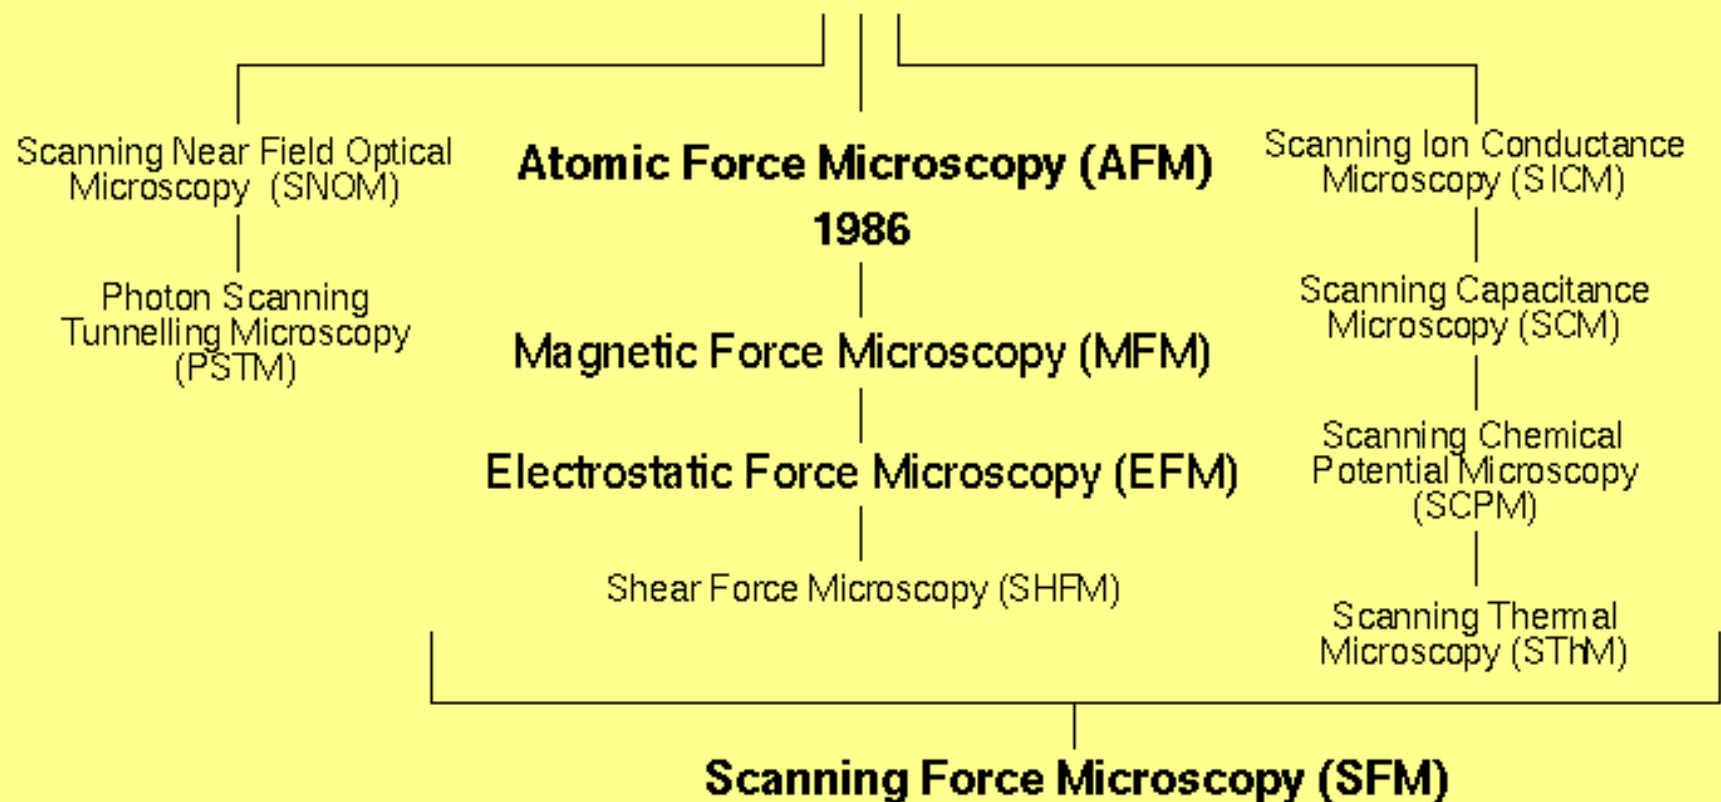 Scanning Near Field Optical
Microscopy (SNOM)
Photon Scanning
Tunnelling Microscopy
(PSTM)
Atomic Force Microscopy (AFM)
1986
Magnetic Force Microscopy (MFM)
Electrostatic Force Microscopy (EFM)
Shear Force Microscopy (SHFM)
Scanning Ion Conductance
Microscopy (SICM)
Scanning Capacitance
Microscopy (SCM)
Scanning Chemical
Potential Microscopy
(SCPM)
Scanning Thermal
Microscopy (SThM)
Scanning Force Microscopy (SFM)